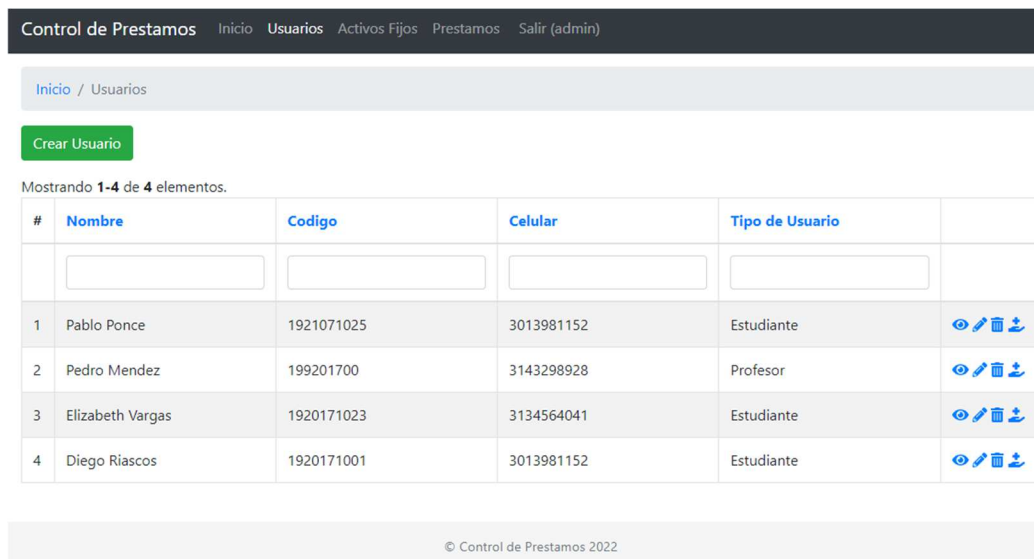 Control de Prestamos Inicio Usuarios Activos Fijos Prestamos Salir (admin)
Inicio / Usuarios
Crear Usuario
Mostrando 1-4 de 4 elementos.
# Nombre Codigo Celular Tipo de Usuario
1 Pablo Ponce 1921071025 3013981152 Estudiante
2 Pedro Mendez 199201700 3143298928 Profesor
3 Elizabeth Vargas 1920171023 3134564041 Estudiante
4 Diego Riascos 1920171001 3013981152 Estudiante
© Control de Prestamos 2022